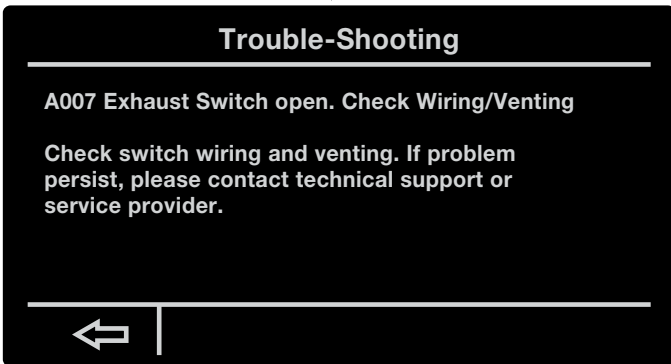 Trouble-Shooting
A007 Exhaust Switch open. Check Wiring/Venting
Check switch wiring and venting. If problem
persist, please contact technical support or
service provider.